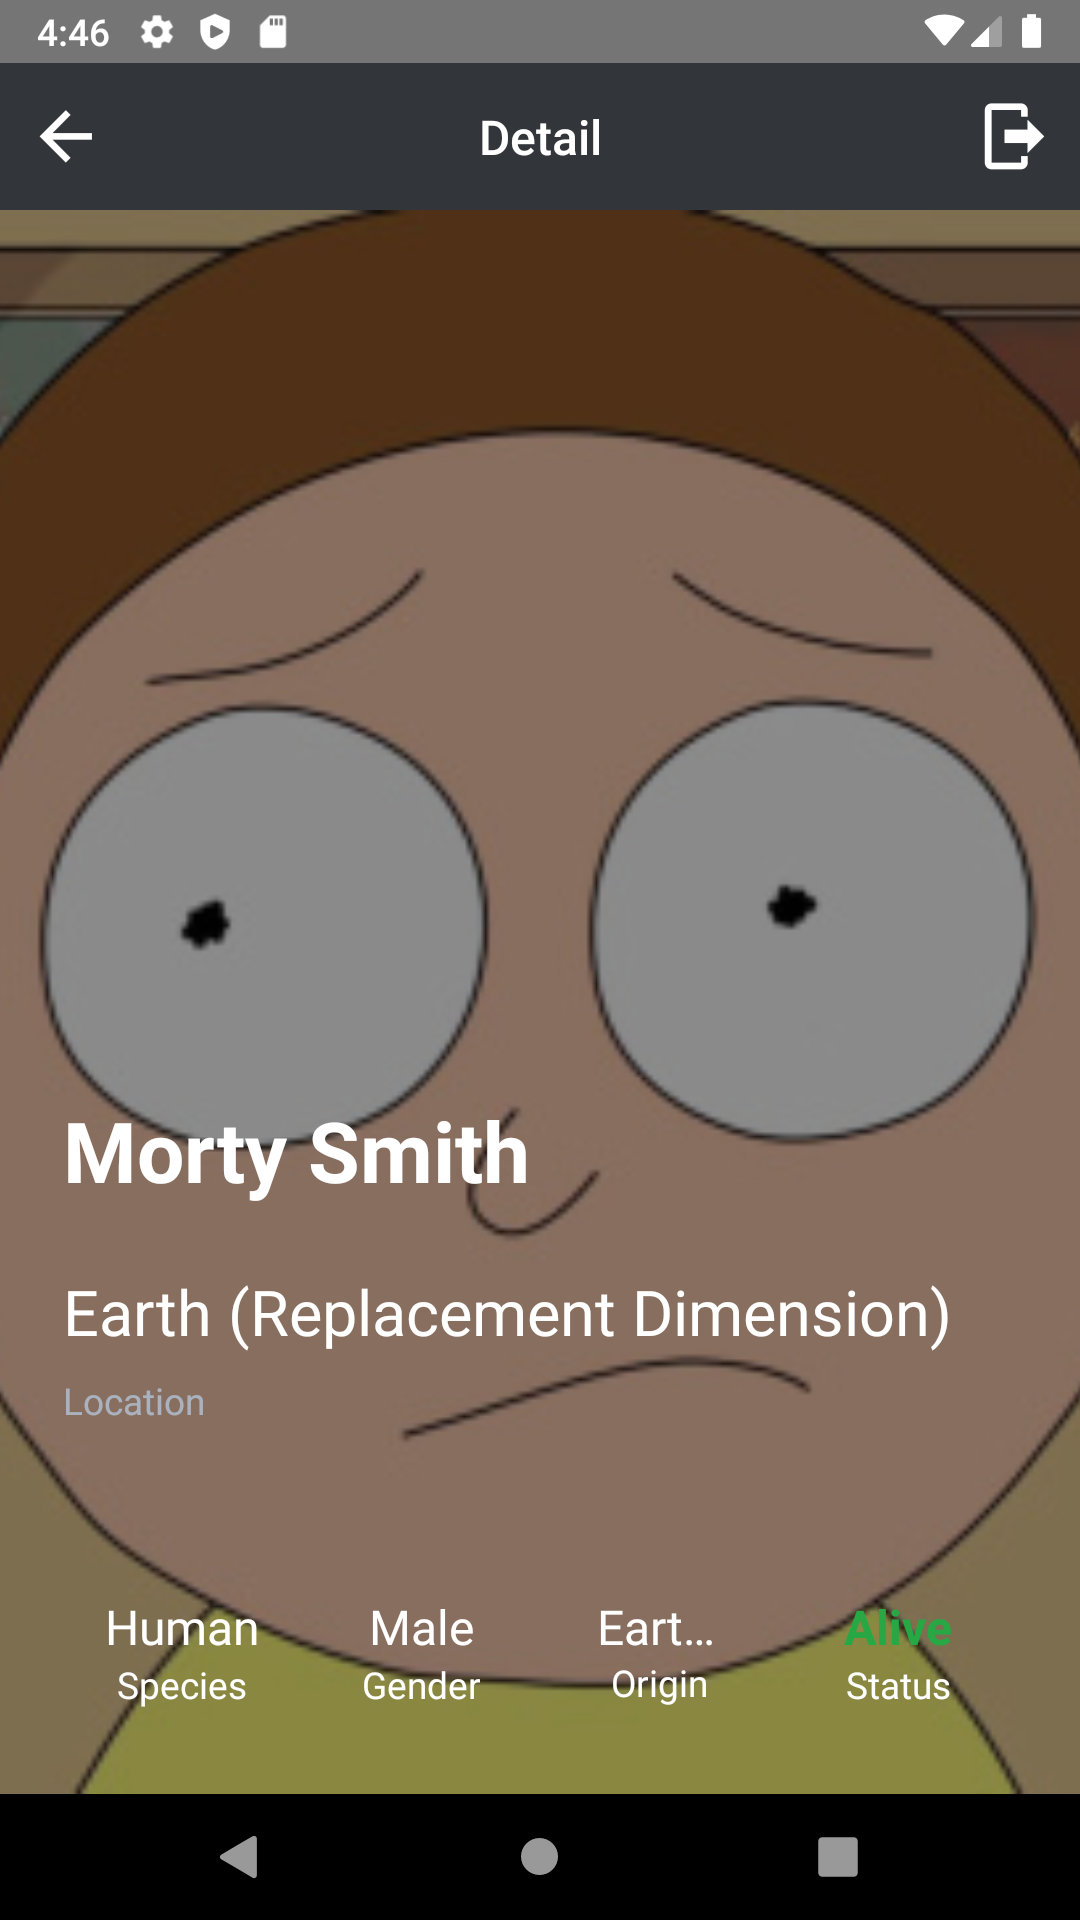 4:46
Detail
Morty Smith
Earth (Replacement Dimension)
Location
Human Male Eart... Alive
Species Gender Origin Status